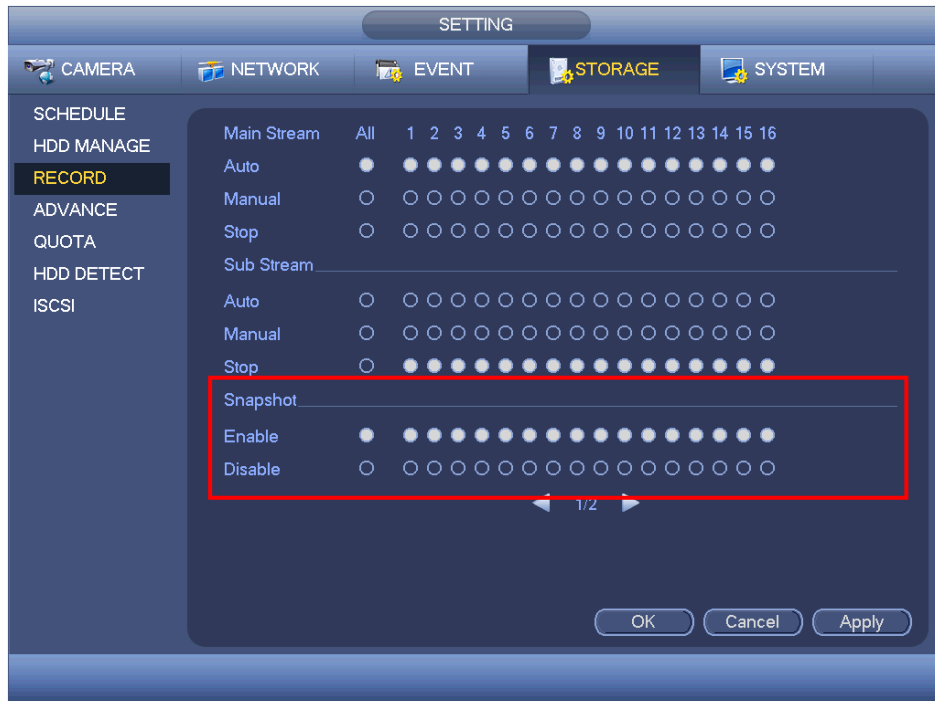 SETTING
CAMERA NETWORK EVENT STORAGE SYSTEM
SCHEDULE
HDD MANAGE
RECORD
ADVANCE
QUOTA
HDD DETECT
ISCSI
Main Stream All 1 2 3 4 5 6 7 8 9 10 11 12 13 14 15 16
Auto
Manual
Stop
Sub Stream
Auto
Manual
Stop
Snapshot
Enable
Disable
1/2
OK Cancel Apply